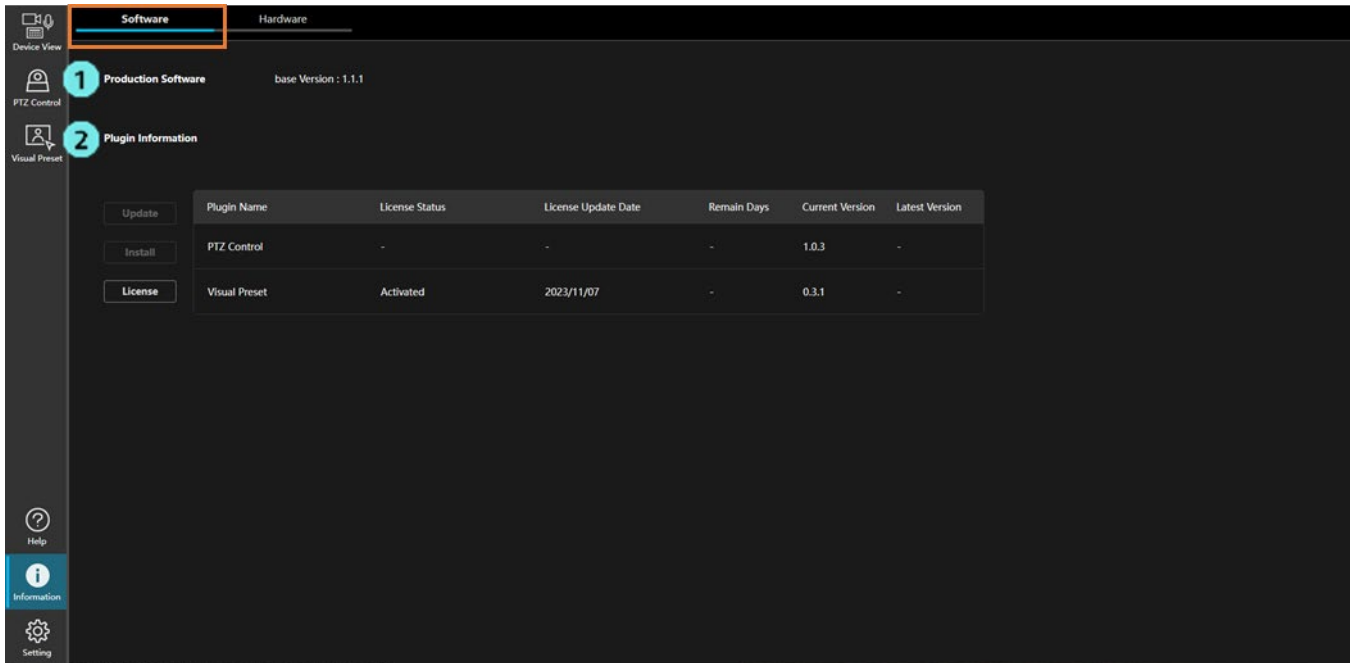 Software Hardware
Device View
1 Production Software base Version : 1.1.1
PTZ Control
2 Plugin Information
Visual Preset
Update
Install
License
Plugin Name License Status License Update Date Remain Days Current Version Latest Version
PTZ Control - - - 1.0.3 -
Visual Preset Activated 2023/11/07 - 0.3.1 -
?
Help
i
Information
Setting